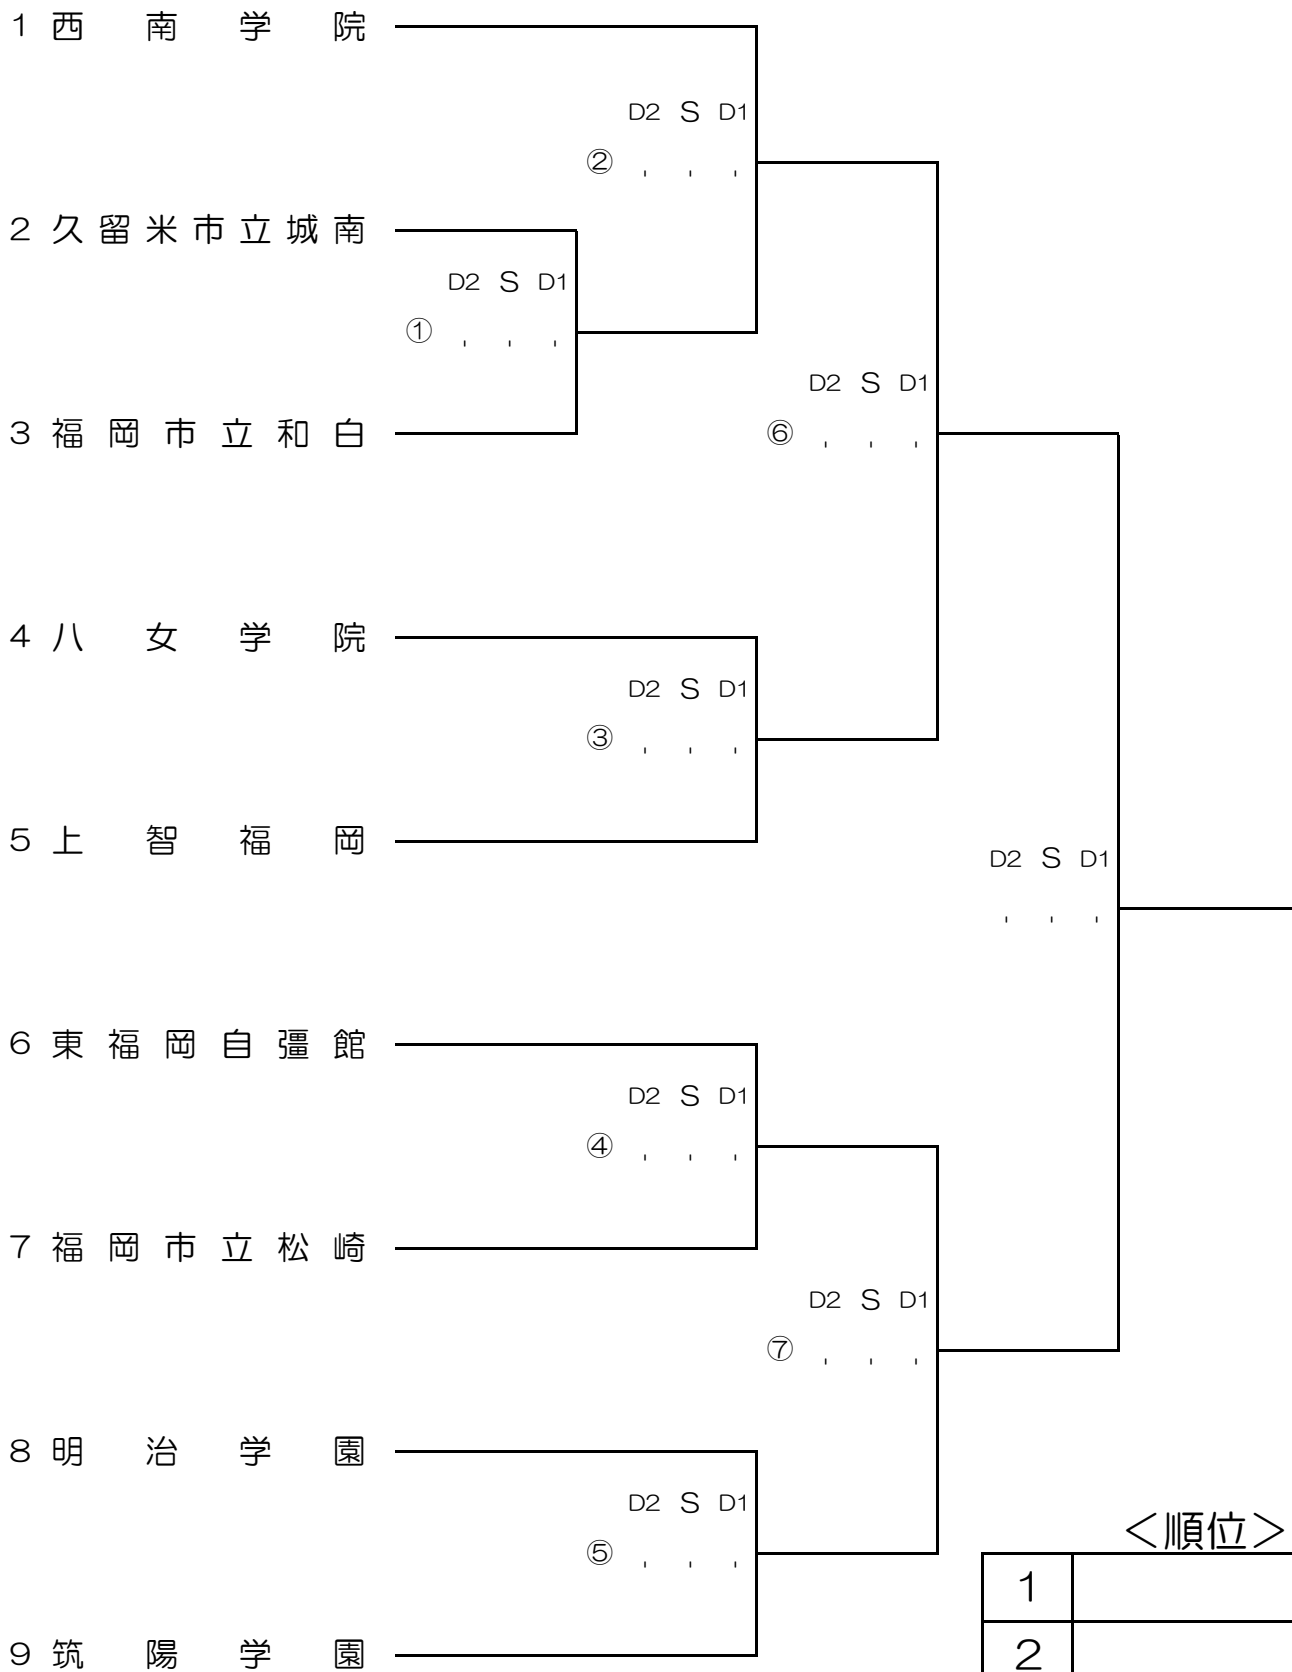 1 西南学院
D2 S D1
②
2 久留米市立城南
D2 S D1
①
D2 S D1
3 福岡市立和白
⑥
4 八女学院
D2 S D1
③
5 上智福岡
D2 S D1
6 東福岡自彊館
D2 S D1
④
7 福岡市立松崎
D2 S D1
⑦
8 明治学園
D2 S D1
⑤
＜順位＞
1
9 筑陽学園
2